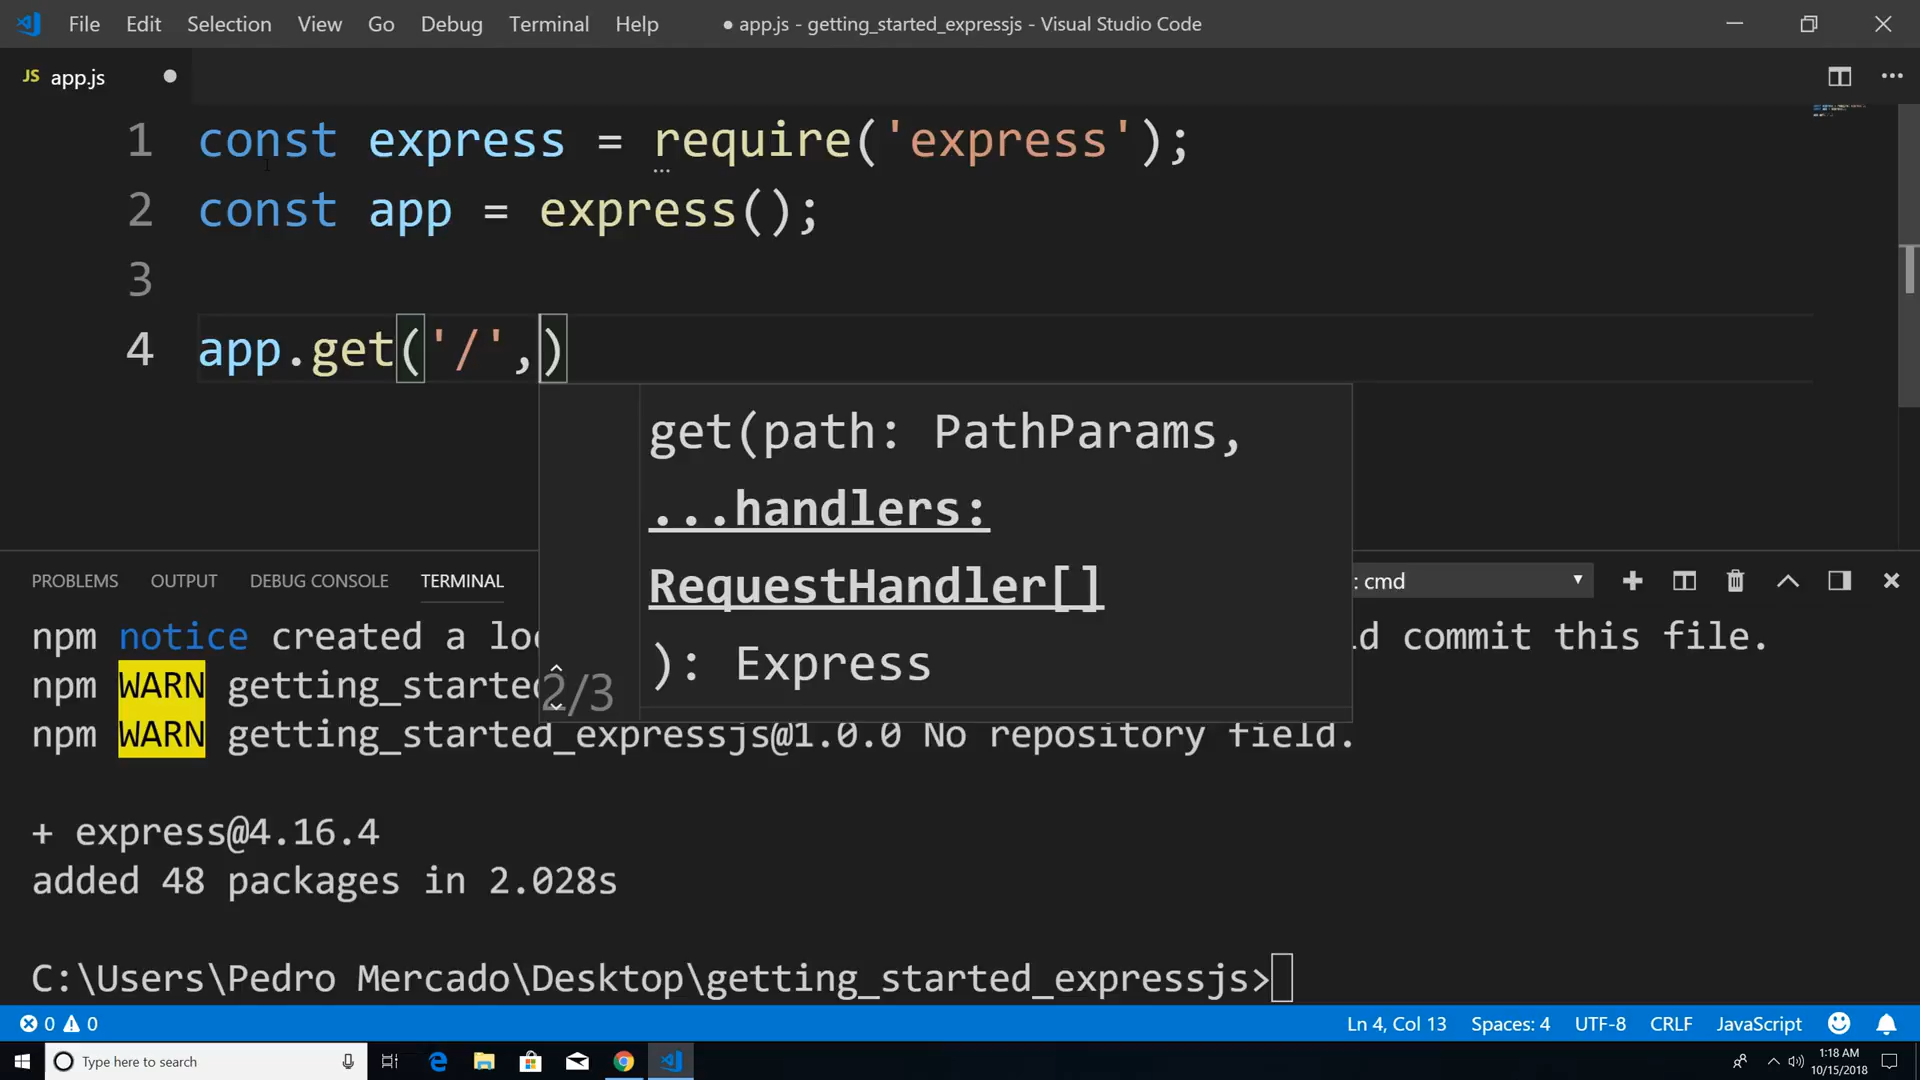 File Edit Selection View Go Debug Terminal Help ● app.js - getting_started_expressjs - Visual Studio Code
JS app.js ●
1 const express = require('express');
2 const app = express();
3
4 app.get('/',)
get(path: PathParams,
...handlers:
RequestHandler[]
): Express
2/3
PROBLEMS OUTPUT DEBUG CONSOLE TERMINAL : cmd
npm notice created a lo d commit this file.
npm WARN getting_started
npm WARN getting_started_expressjs@1.0.0 No repository field.
+ express@4.16.4
added 48 packages in 2.028s
C:\Users\Pedro Mercado\Desktop\getting_started_expressjs>
0 0 Ln 4, Col 13 Spaces: 4 UTF-8 CRLF JavaScript
Type here to search 1:18 AM
10/15/2018